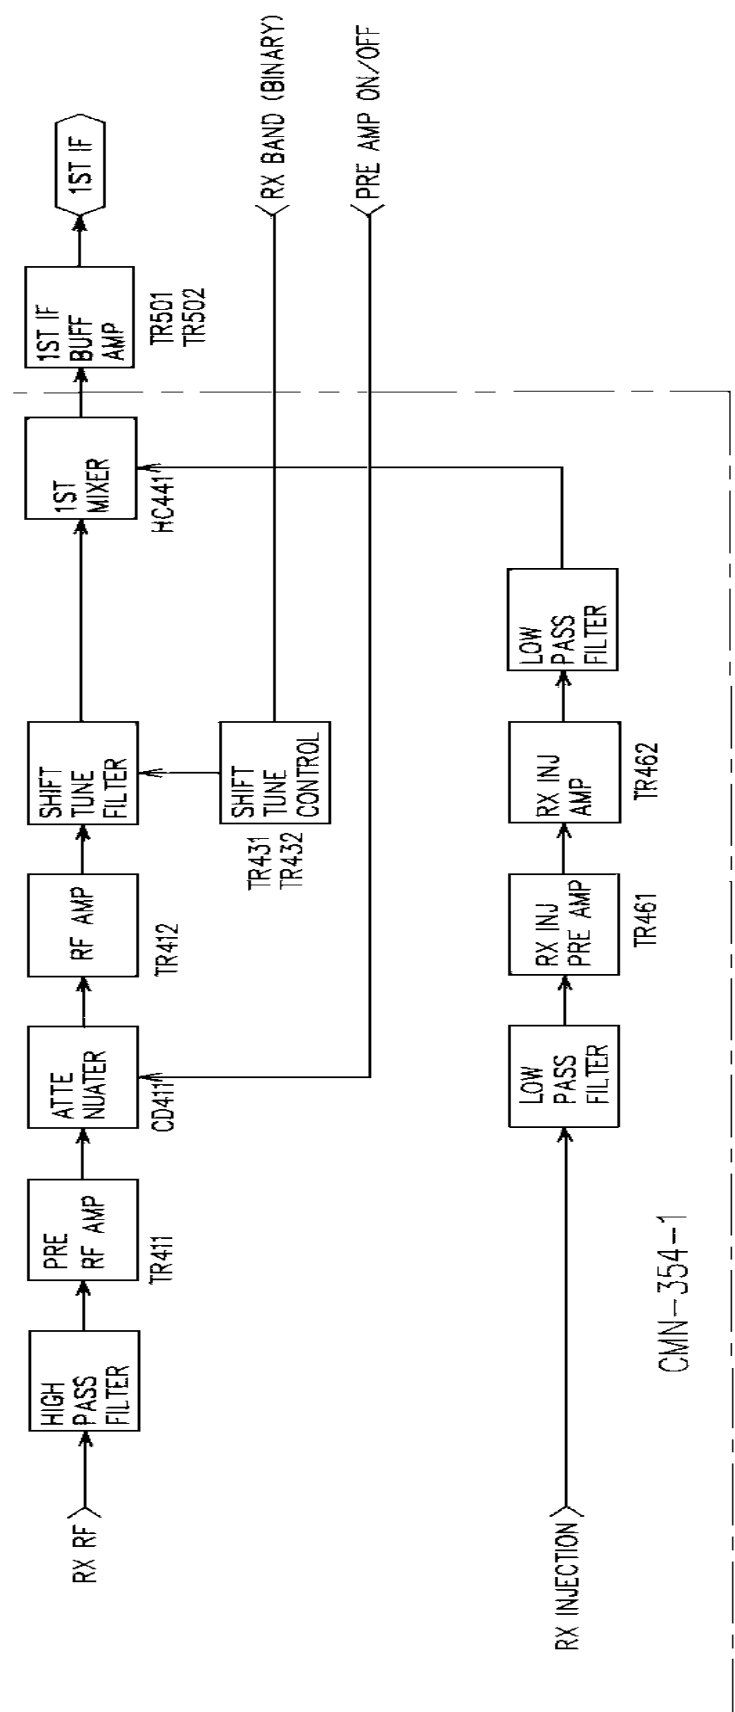 RX RF
HIGH
PASS
FILTER
PRE
RF AMP
TR411
ATTE
NUATER
CD411
RF AMP
TR412
SHIFT
TUNE
FILTER
1ST
MIXER
HC441
1ST IF
BUFF
AMP
TR501
TR502
1ST IF
SHIFT
TUNE
CONTROL
TR431
TR432
RX BAND (BINARY)
PRE AMP ON/OFF
RX INJECTION
LOW
PASS
FILTER
RX INJ
PRE AMP
TR461
RX INJ
AMP
TR462
LOW
PASS
FILTER
CMN-354-1